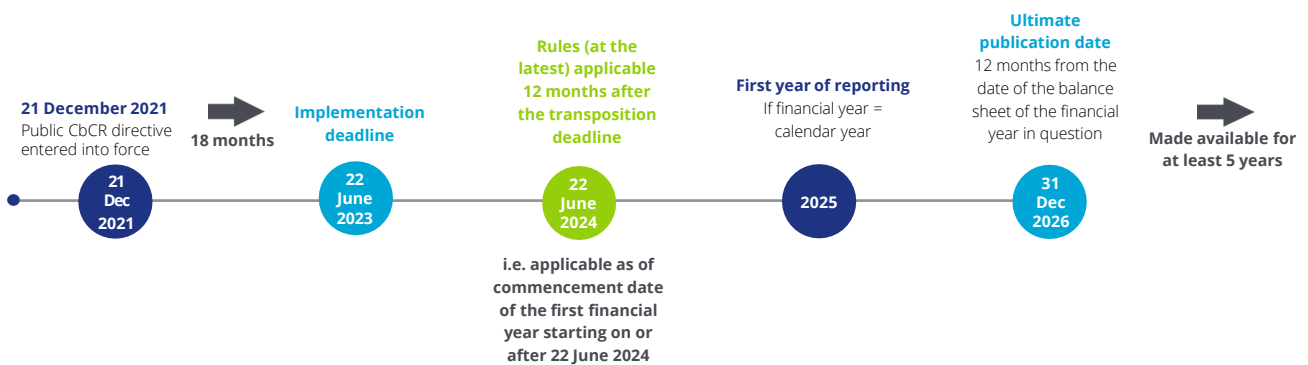 21 December 2021
Public CbCR directive
entered into force
21
Dec
2021
18 months
Implementation
deadline
22
June
2023
Rules (at the
latest) applicable
12 months after
the transposition
deadline
22
June
2024
i.e. applicable as of
commencement date
of the first financial
year starting on or
after 22 June 2024
First year of reporting
If financial year =
calendar year
2025
Ultimate
publication date
12 months from the
date of the balance
sheet of the financial
year in question
31
Dec
2026
Made available for
at least 5 years